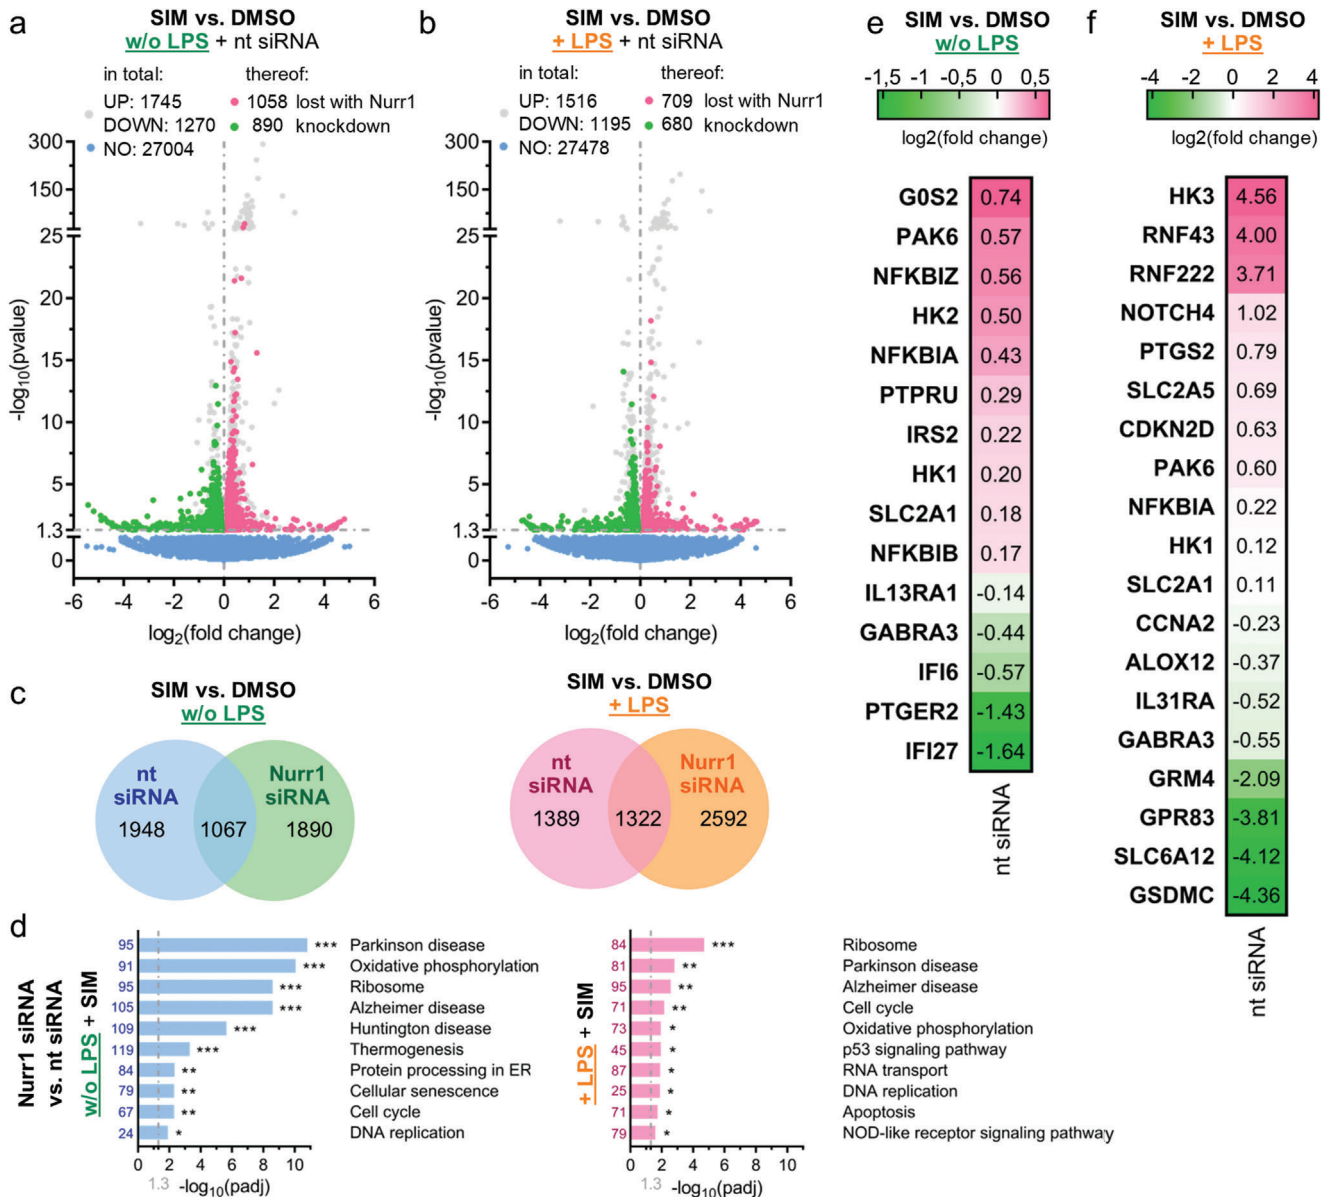 a
SIM vs. DMSO
w/o LPS + nt siRNA
in total:
thereof:
UP: 1745
DOWN: 1270
NO: 27004
1058 lost with Nurr1
890 knockdown
-log10(pvalue)
300
150
25
20
15
10
5
1.3
0
-6 -4 -2 0 2 4 6
log2(fold change)
b
SIM vs. DMSO
+ LPS + nt siRNA
in total:
thereof:
UP: 1516
DOWN: 1195
NO: 27478
709 lost with Nurr1
680 knockdown
-log10(pvalue)
300
150
25
20
15
10
5
1.3
0
-6 -4 -2 0 2 4 6
log2(fold change)
c
SIM vs. DMSO
w/o LPS
nt
siRNA
1948
1067
Nurr1
siRNA
1890
SIM vs. DMSO
+ LPS
nt
siRNA
1389
1322
Nurr1
siRNA
2592
d
Nurr1 siRNA
vs. nt siRNA
w/o LPS + SIM
95 *** Parkinson disease
91 *** Oxidative phosphorylation
95 *** Ribosome
105 *** Alzheimer disease
109 *** Huntington disease
119 *** Thermogenesis
84 ** Protein processing in ER
79 ** Cellular senescence
67 ** Cell cycle
24 * DNA replication
0 2 4 6 8 10
1.3 -log10(padj)
+ LPS + SIM
84 *** Ribosome
81 ** Parkinson disease
95 ** Alzheimer disease
71 ** Cell cycle
73 * Oxidative phosphorylation
45 * p53 signaling pathway
87 * RNA transport
25 * DNA replication
71 * Apoptosis
79 * NOD-like receptor signaling pathway
0 2 4 6 8 10
1.3 -log10(padj)
e
SIM vs. DMSO
w/o LPS
-1,5 -0,5 0 0,5
log2(fold change)
G0S2 0.74
PAK6 0.57
NFKBIZ 0.56
HK2 0.50
NFKBIA 0.43
PTPRU 0.29
IRS2 0.22
HK1 0.20
SLC2A1 0.18
NFKBIB 0.17
IL13RA1 -0.14
GABRA3 -0.44
IFI6 -0.57
PTGER2 -1.43
IFI27 -1.64
nt siRNA
f
SIM vs. DMSO
+ LPS
-4 -2 0 2 4
log2(fold change)
HK3 4.56
RNF43 4.00
RNF222 3.71
NOTCH4 1.02
PTGS2 0.79
SLC2A5 0.69
CDKN2D 0.63
PAK6 0.60
NFKBIA 0.22
HK1 0.12
SLC2A1 0.11
CCNA2 -0.23
ALOX12 -0.37
IL31RA -0.52
GABRA3 -0.55
GRM4 -2.09
GPR83 -3.81
SLC6A12 -4.12
GSDMC -4.36
nt siRNA